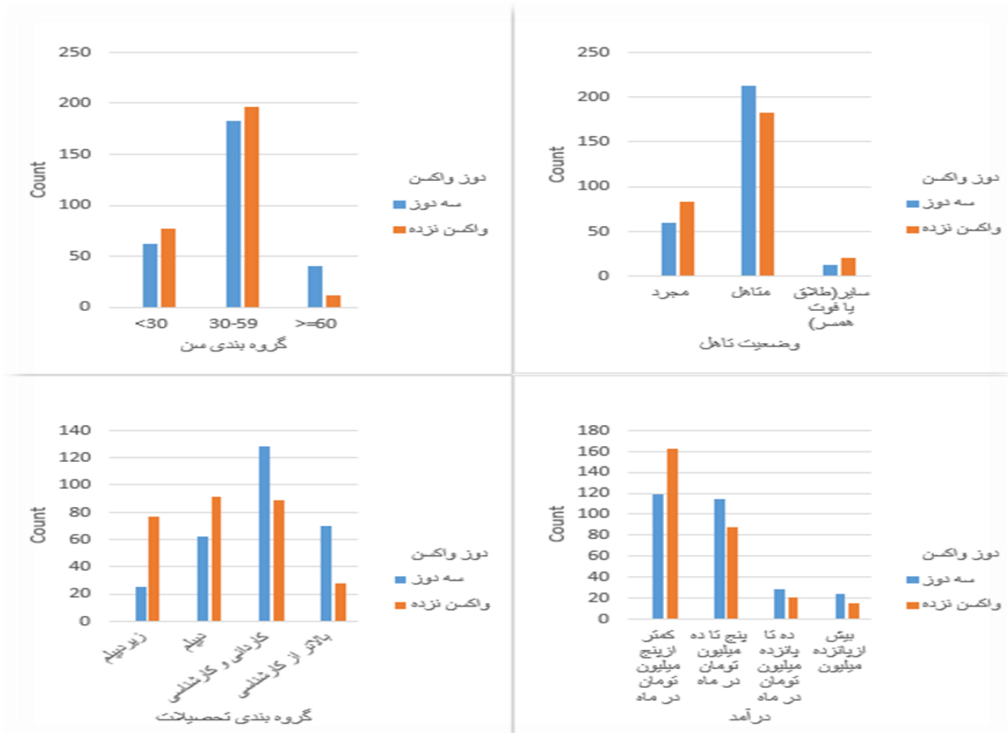 250
200
150
100
50
0
Count
<30
30-59
>=60
گروه بندی سن
دوز واکسن
سه دوز
واکسن نزده
250
200
150
100
50
0
Count
مجرد
متاهل
سایر(طلاق
یا فوت
همسر)
وضعیت تاهل
دوز واکسن
سه دوز
واکسن نزده
140
120
100
80
60
40
20
0
Count
زیردیپلم
دیپلم
کاردانی و کارشناسی
بالاتر از کارشناسی
گروه بندی تحصیلات
دوز واکسن
سه دوز
واکسن نزده
180
160
140
120
100
80
60
40
20
0
Count
کمتر
ازپنج
میلیون
تومان
در ماه
پنج تا ده
میلیون
تومان
در ماه
ده تا
پانزده
میلیون
تومان
در ماه
بیش
ازپانزده
میلیون
درآمد
دوز واکسن
سه دوز
واکسن نزده